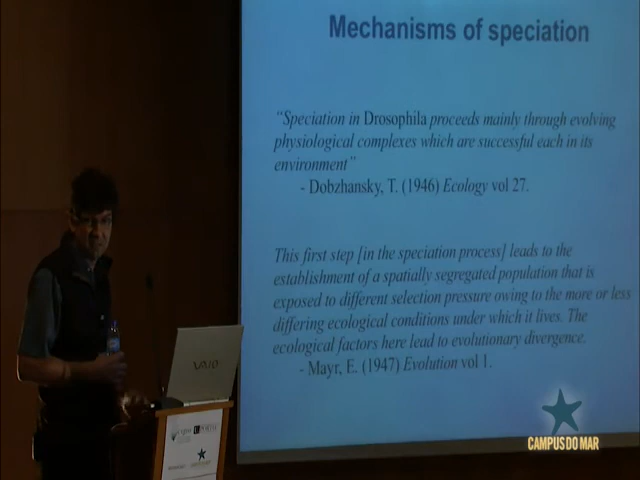 Mechanisms of speciation
“Speciation in Drosophila proceeds mainly through evolving
physiological complexes which are successful each in its
environment”
- Dobzhansky, T. (1946) Ecology vol 27.
This first step [in the speciation process] leads to the
establishment of a spatially segregated population that is
exposed to different selection pressure owing to the more or less
differing ecological conditions under which it lives. The
ecological factors here lead to evolutionary divergence.
- Mayr, E. (1947) Evolution vol 1.
VAIO
CAMPUS DO MAR